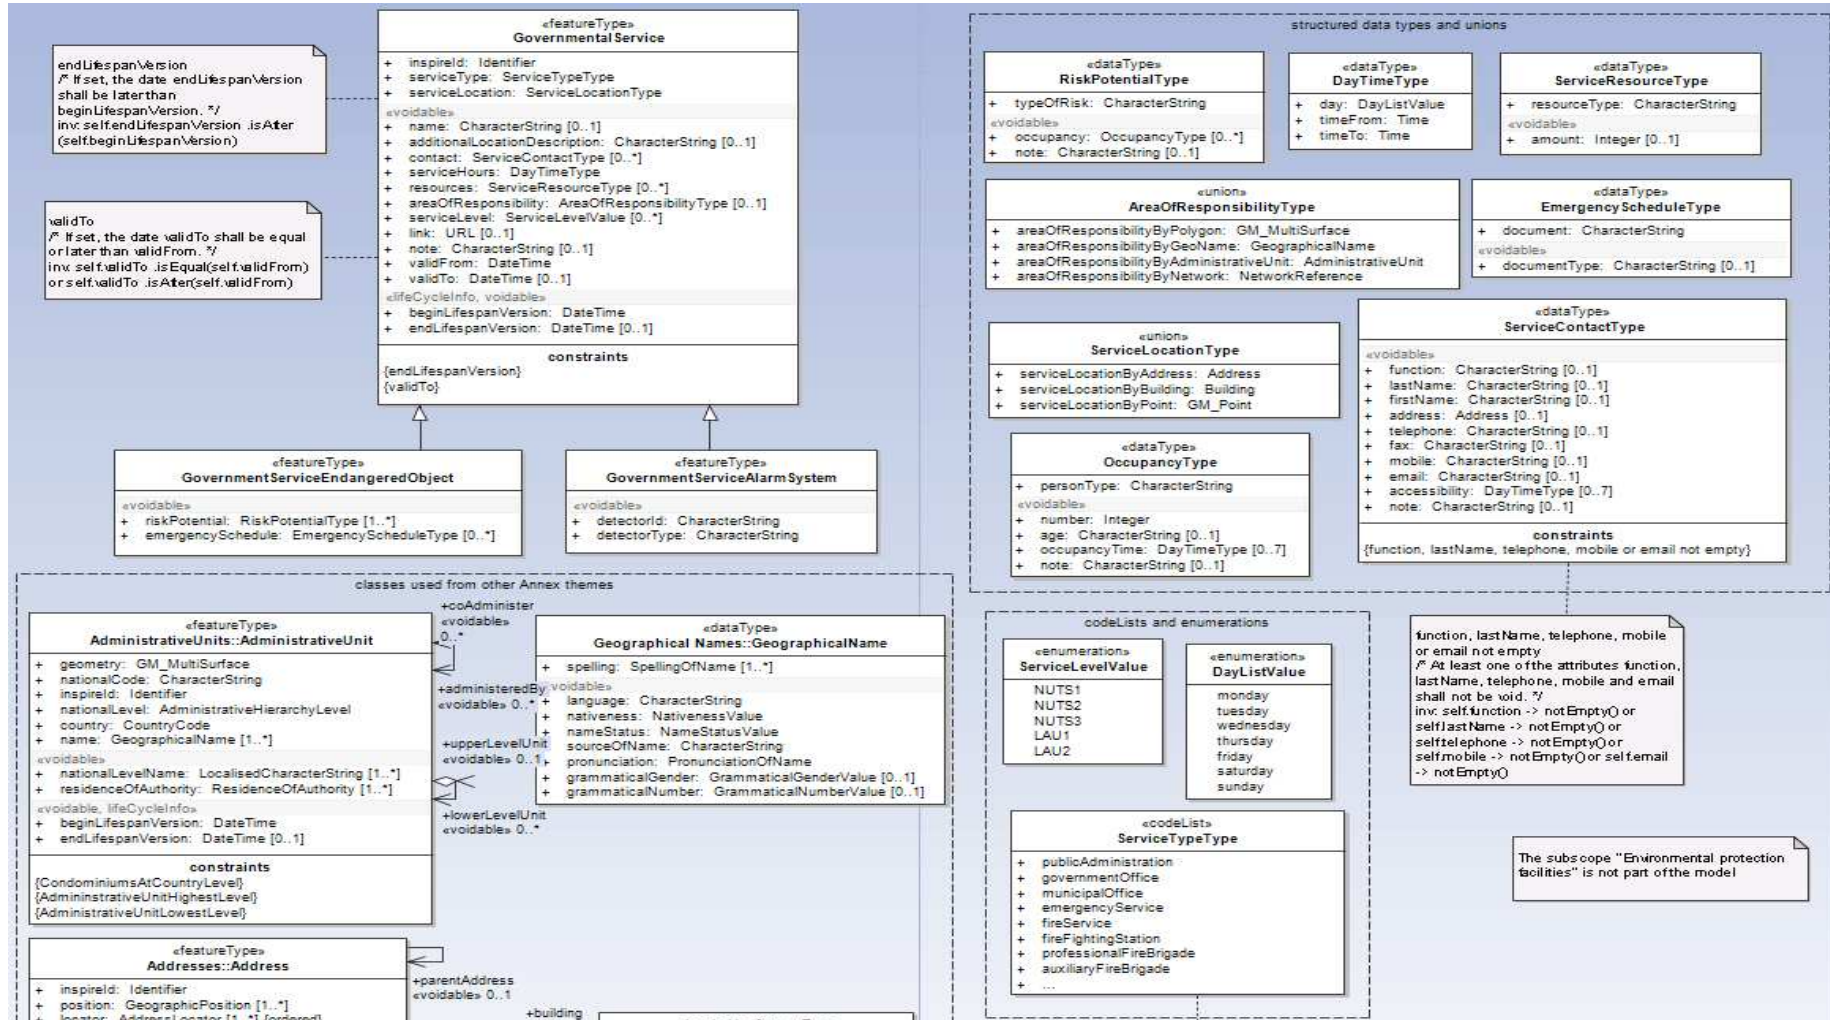 «featureType»
GovernmentalService
+ inspireId: Identifier
+ serviceType: ServiceTypeType
+ serviceLocation: ServiceLocationType
«voidable»
+ name: CharacterString [0..1]
+ additionalLocationDescription: CharacterString [0..1]
+ contact: ServiceContactType [0..*]
+ serviceHours: DayTimeType
+ resources: ServiceResourceType [0..*]
+ areaOfResponsibility: AreaOfResponsibilityType [0..1]
+ serviceLevel: ServiceLevelValue [0..*]
+ link: URL [0..1]
+ note: CharacterString [0..1]
+ validFrom: DateTime
+ validTo: DateTime [0..1]
«lifeCycleInfo, voidable»
+ beginLifespanVersion: DateTime
+ endLifespanVersion: DateTime [0..1]
constraints
{endLifespanVersion}
{validTo}
endLifespanVersion
/* If set, the date endLifespanVersion
shall be later than
beginLifespanVersion. */
inv: self.endLifespanVersion .isAfter
(self.beginLifespanVersion)
validTo
/* If set, the date validTo shall be equal
or later than validFrom. */
inv: self.validTo .isEqual(self.validFrom)
or self.validTo .isAfter(self.validFrom)
«featureType»
GovernmentServiceEndangeredObject
«voidable»
+ riskPotential: RiskPotentialType [1..*]
+ emergencySchedule: EmergencyScheduleType [0..*]
«featureType»
GovernmentServiceAlarmSystem
«voidable»
+ detectorId: CharacterString
+ detectorType: CharacterString
structured data types and unions
«dataType»
RiskPotentialType
+ typeOfRisk: CharacterString
«voidable»
+ occupancy: OccupancyType [0..*]
+ note: CharacterString [0..1]
«dataType»
DayTimeType
+ day: DayListValue
+ timeFrom: Time
+ timeTo: Time
«dataType»
ServiceResourceType
+ resourceType: CharacterString
«voidable»
+ amount: Integer [0..1]
«union»
AreaOfResponsibilityType
+ areaOfResponsibilityByPolygon: GM_MultiSurface
+ areaOfResponsibilityByGeoName: GeographicalName
+ areaOfResponsibilityByAdministrativeUnit: AdministrativeUnit
+ areaOfResponsibilityByNetwork: NetworkReference
«dataType»
EmergencyScheduleType
+ document: CharacterString
«voidable»
+ documentType: CharacterString [0..1]
«union»
ServiceLocationType
+ serviceLocationByAddress: Address
+ serviceLocationByBuilding: Building
+ serviceLocationByPoint: GM_Point
«dataType»
ServiceContactType
«voidable»
+ function: CharacterString [0..1]
+ lastName: CharacterString [0..1]
+ firstName: CharacterString [0..1]
+ address: Address [0..1]
+ telephone: CharacterString [0..1]
+ fax: CharacterString [0..1]
+ mobile: CharacterString [0..1]
+ email: CharacterString [0..1]
+ accessibility: DayTimeType [0..7]
+ note: CharacterString [0..1]
constraints
{function, lastName, telephone, mobile or email not empty}
«dataType»
OccupancyType
+ personType: CharacterString
«voidable»
+ number: Integer
+ age: CharacterString [0..1]
+ occupancyTime: DayTimeType [0..7]
+ note: CharacterString [0..1]
classes used from other Annex themes
«featureType»
AdministrativeUnits::AdministrativeUnit
+ geometry: GM_MultiSurface
+ nationalCode: CharacterString
+ inspireId: Identifier
+ nationalLevel: AdministrativeHierarchyLevel
+ country: CountryCode
+ name: GeographicalName [1..*]
«voidable»
+ nationalLevelName: LocalisedCharacterString [1..*]
+ residenceOfAuthority: ResidenceOfAuthority [1..*]
«voidable, lifeCycleInfo»
+ beginLifespanVersion: DateTime
+ endLifespanVersion: DateTime [0..1]
constraints
{CondominiumsAtCountryLevel}
{AdmininstrativeUnitHighestLevel}
{AdministrativeUnitLowestLevel}
+coAdminister
«voidable»
0..*
+administeredBy
«voidable» 0..*
+upperLevelUnit
«voidable» 0..1
+lowerLevelUnit
«voidable» 0..*
«dataType»
Geographical Names::GeographicalName
+ spelling: SpellingOfName [1..*]
voidable»
+ language: CharacterString
+ nativeness: NativenessValue
+ nameStatus: NameStatusValue
sourceOfName: CharacterString
pronunciation: PronunciationOfName
+ grammaticalGender: GrammaticalGenderValue [0..1]
+ grammaticalNumber: GrammaticalNumberValue [0..1]
«featureType»
Addresses::Address
+ inspireId: Identifier
+ position: GeographicPosition [1..*]
+ locator: AddressLocator [1..*] {ordered}
+parentAddress
«voidable» 0..1
+building
codeLists and enumerations
«enumeration»
ServiceLevelValue
NUTS1
NUTS2
NUTS3
LAU1
LAU2
«enumeration»
DayListValue
monday
tuesday
wednesday
thursday
friday
saturday
sunday
«codeList»
ServiceTypeType
+ publicAdministration
+ governmentOffice
+ municipalOffice
+ emergencyService
+ fireService
+ fireFightingStation
+ professionalFireBrigade
+ auxiliaryFireBrigade
+ ...
function, lastName, telephone, mobile
or email not empty
/* At least one of the attributes function,
lastName, telephone, mobile and email
shall not be void. */
inv: self.function -> notEmpty() or
self.lastName -> notEmpty() or
self.telephone -> notEmpty() or
self.mobile -> notEmpty() or self.email
-> notEmpty()
The subscope "Environmental protection
facilities" is not part of the model